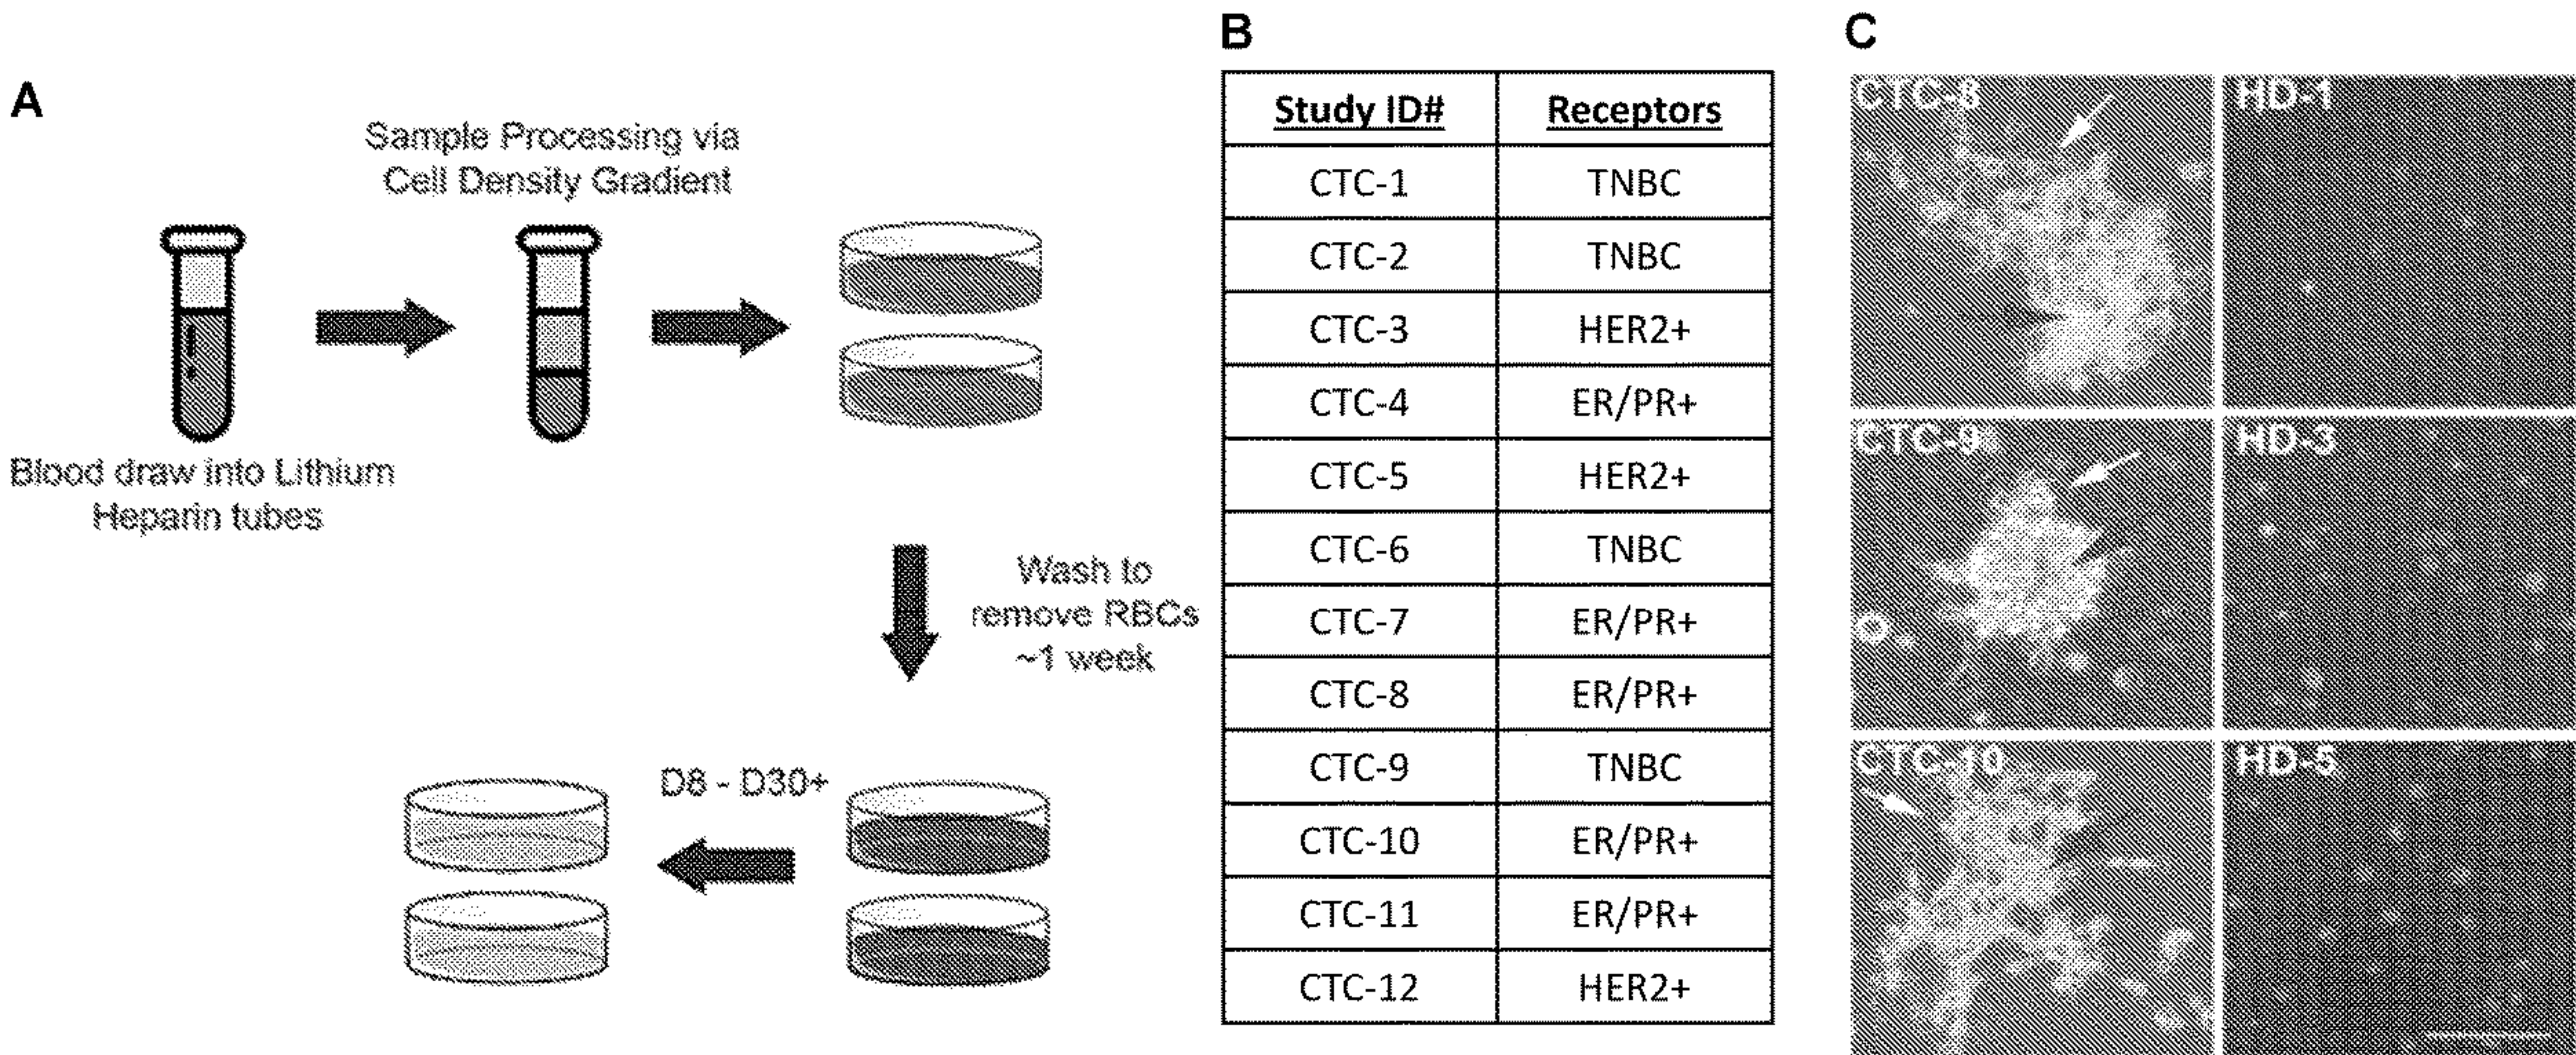 A
Sample Processing via
Cell Density Gradient
Blood draw into Lithium
Heparin tubes
Wash to
remove RBCs
~1 week
D8 - D30+
B
Study ID# Receptors
CTC-1 TNBC
CTC-2 TNBC
CTC-3 HER2+
CTC-4 ER/PR+
CTC-5 HER2+
CTC-6 TNBC
CTC-7 ER/PR+
CTC-8 ER/PR+
CTC-9 TNBC
CTC-10 ER/PR+
CTC-11 ER/PR+
CTC-12 HER2+
C
CTC-8 HD-1
CTC-9 HD-3
CTC-10 HD-5